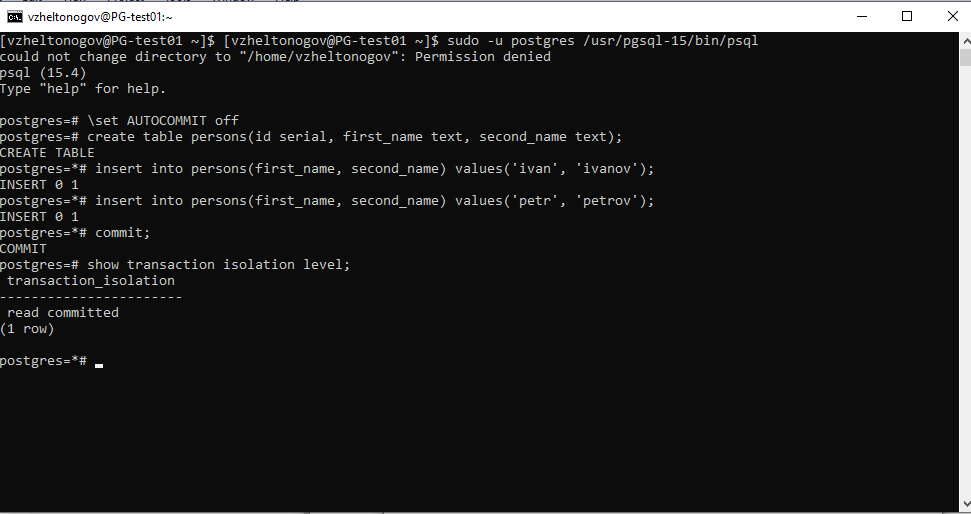 vzheltonogov@PG-test01:~
[vzheltonogov@PG-test01 ~]$ [vzheltonogov@PG-test01 ~]$ sudo -u postgres /usr/pgsql-15/bin/psql
could not change directory to "/home/vzheltonogov": Permission denied
psql (15.4)
Type "help" for help.
postgres=# \set AUTOCOMMIT off
postgres=# create table persons(id serial, first_name text, second_name text);
CREATE TABLE
postgres=*# insert into persons(first_name, second_name) values('ivan', 'ivanov');
INSERT 0 1
postgres=*# insert into persons(first_name, second_name) values('petr', 'petrov');
INSERT 0 1
postgres=*# commit;
COMMIT
postgres=# show transaction isolation level;
 transaction_isolation
-----------------------
 read committed
(1 row)
postgres=*#